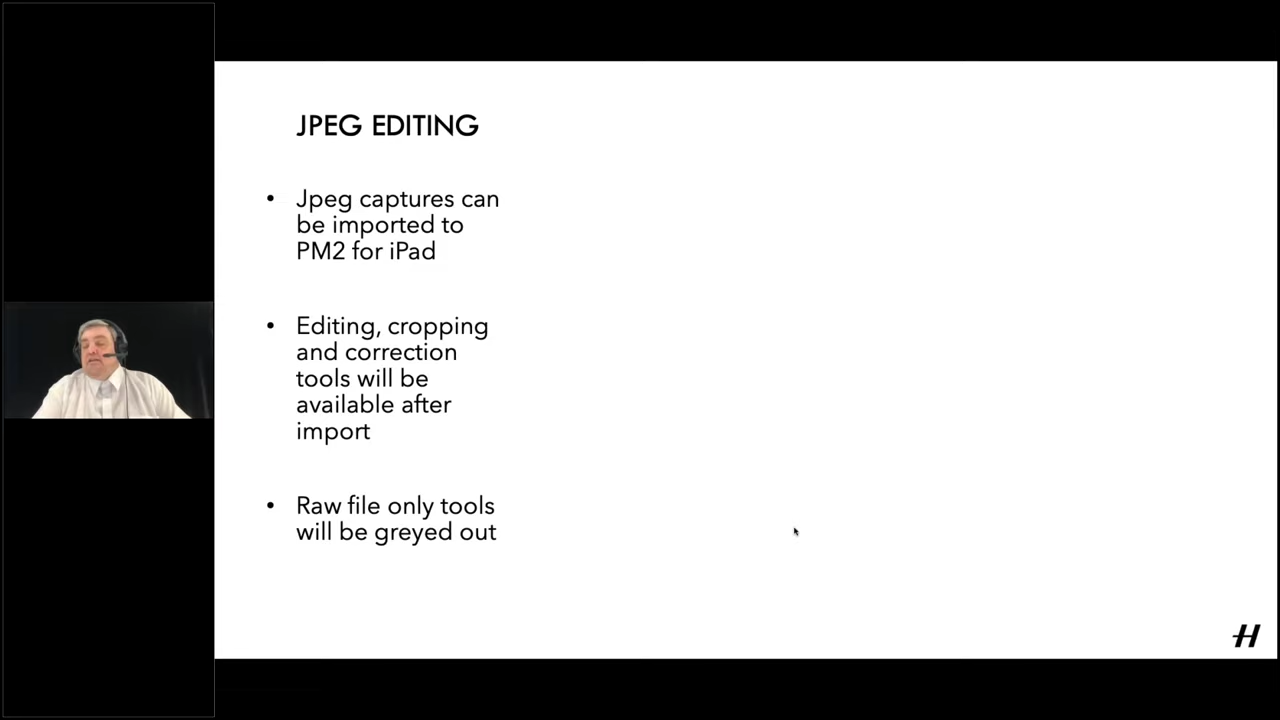 JPEG EDITING
• Jpeg captures can
be imported to
PM2 for iPad
• Editing, cropping
and correction
tools will be
available after
import
• Raw file only tools
will be greyed out
H